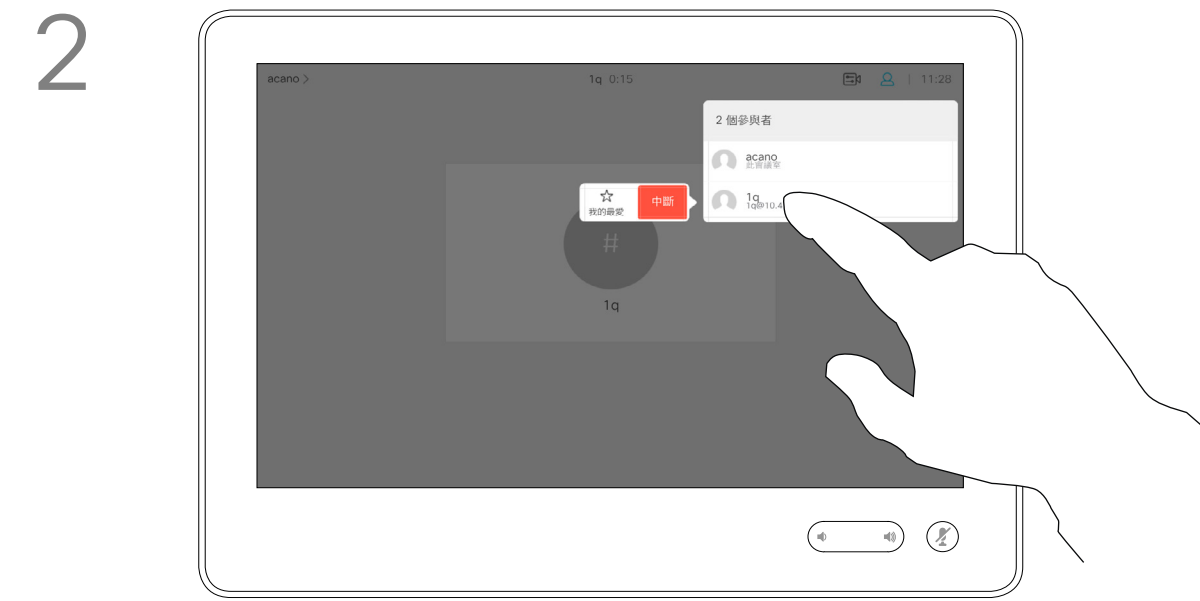 2
acano >
1q 0:15
11:28
2 個參與者
acano
此會議室
1q
1q@10.4
我的最愛
中斷
#
1q